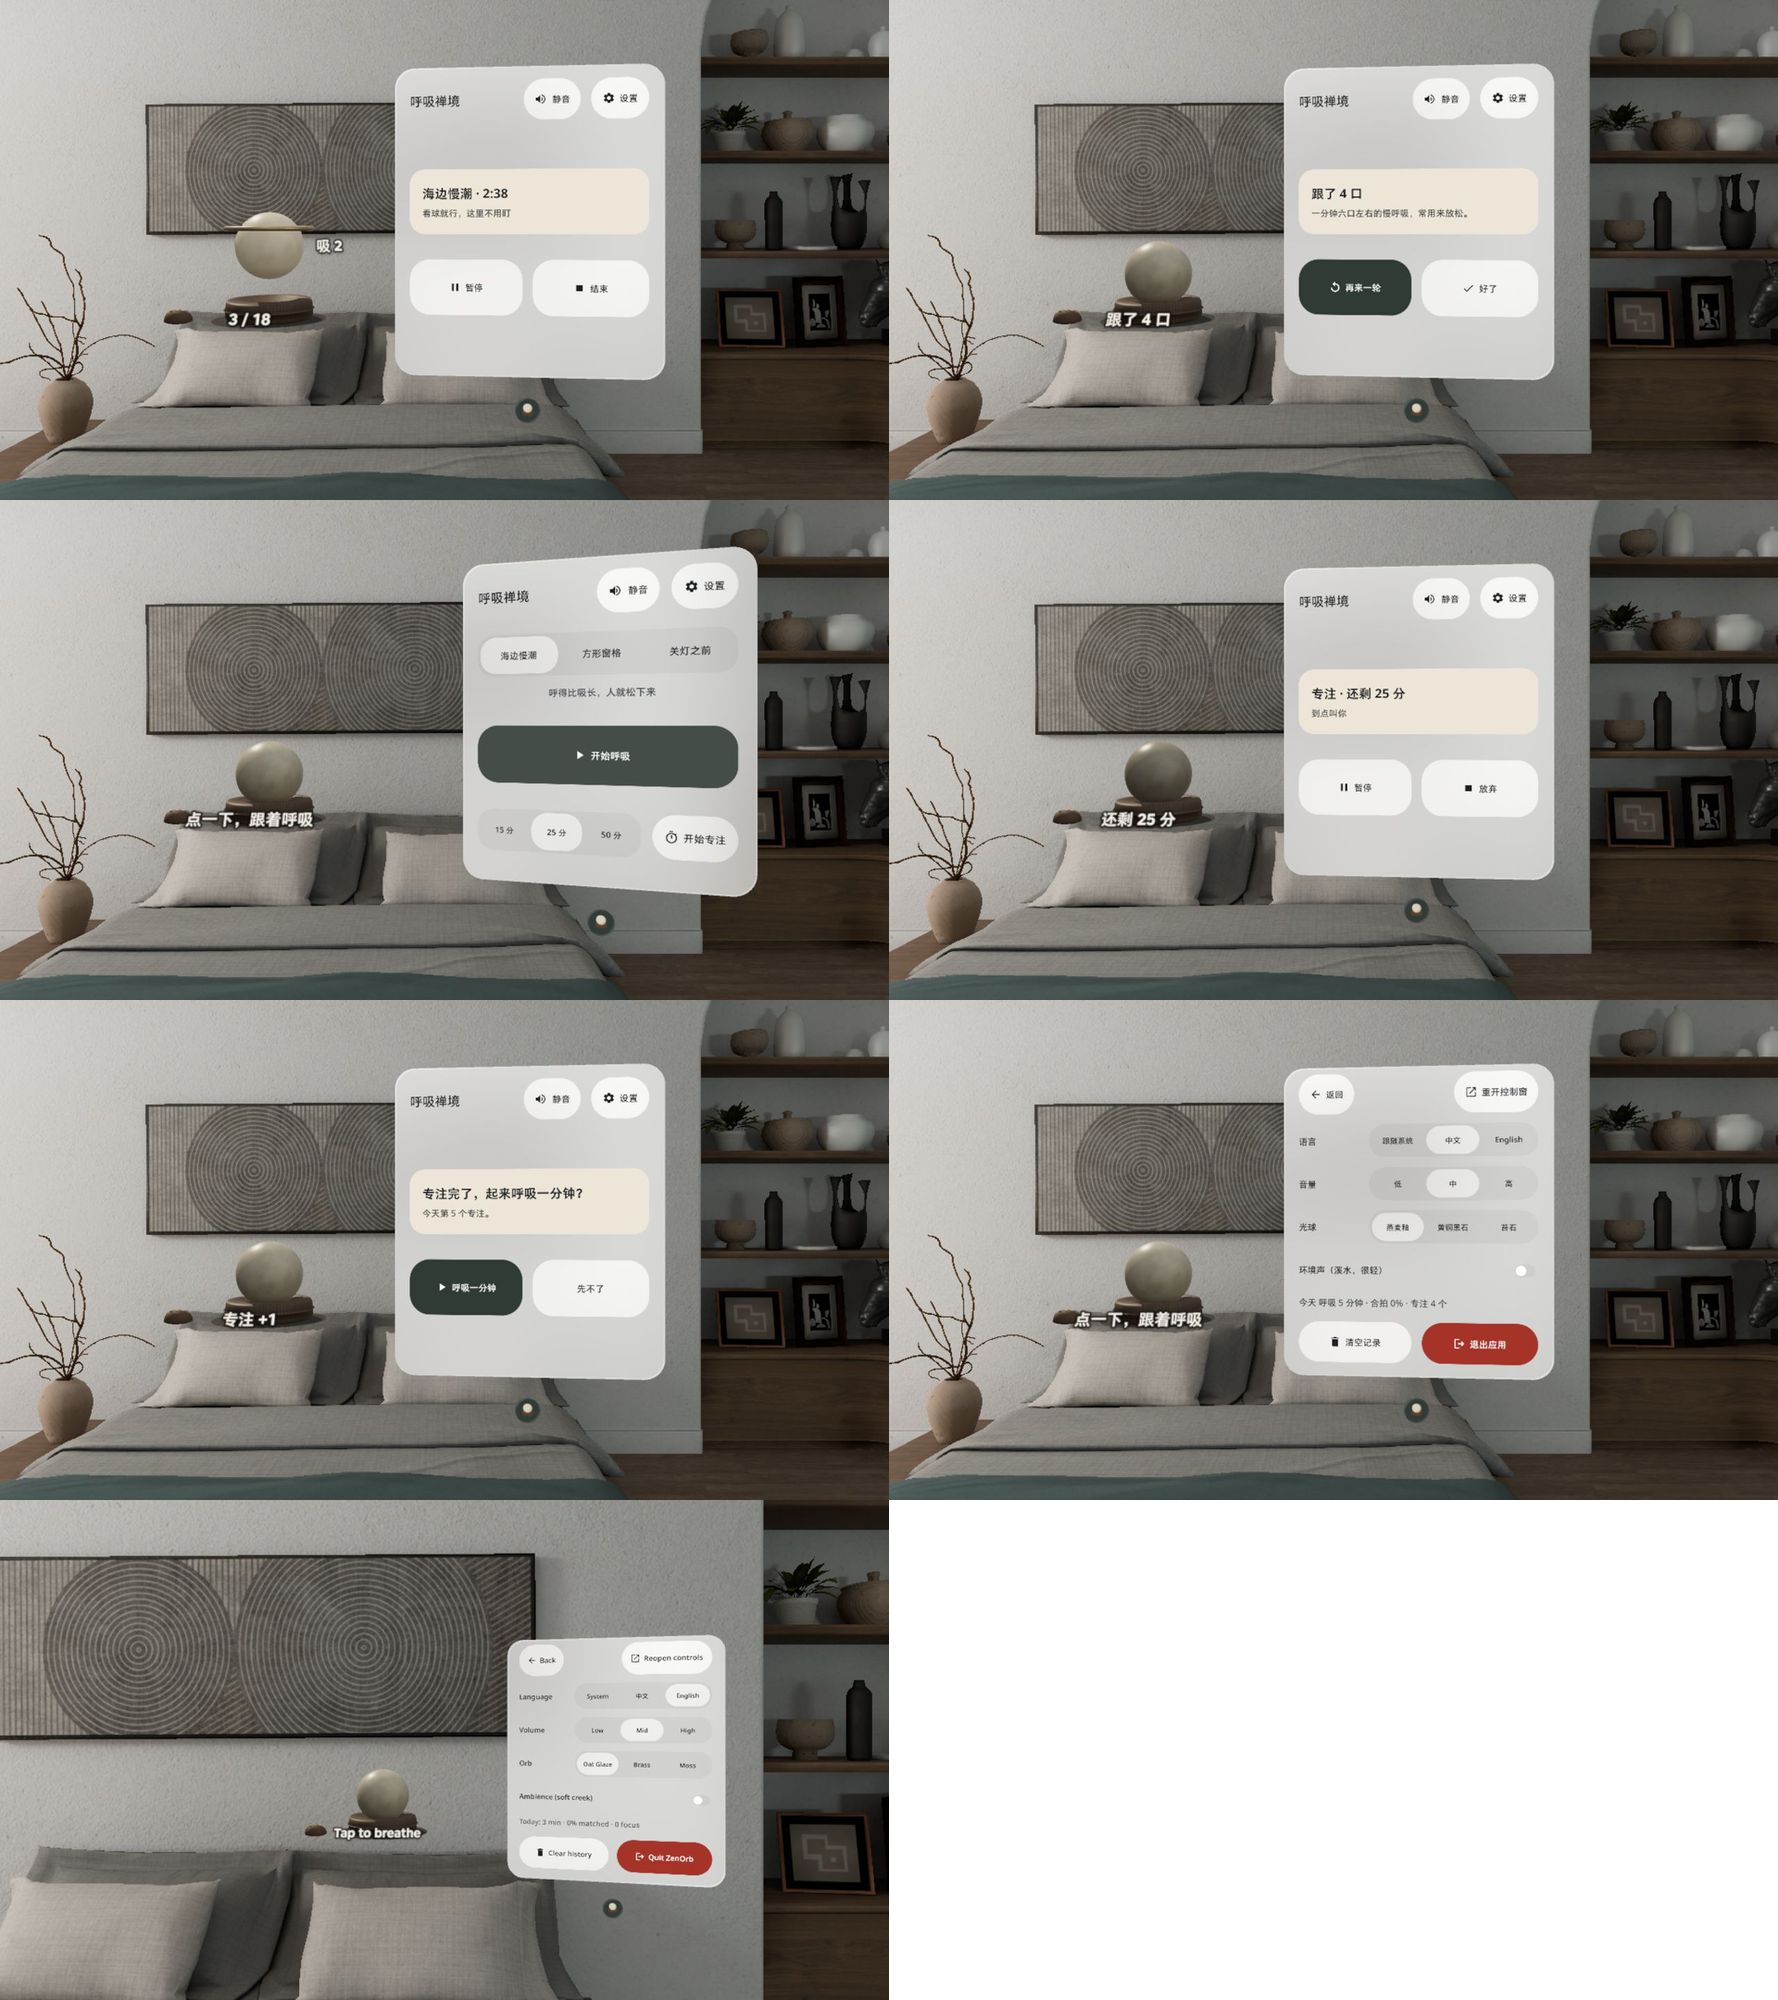 呼吸禅境
静音
设置
海边慢潮 · 2:38
看球就行，这里不用盯
吸 2
暂停
结束
3 / 18
呼吸禅境
静音
设置
跟了 4 口
一分钟六口左右的慢呼吸，常用来放松。
再来一轮
好了
跟了 4 口
呼吸禅境
静音
设置
海边慢潮
方形窗格
关灯之前
呼得比吸长，人就松下来
开始呼吸
点一下，跟着呼吸
15 分
25 分
50 分
开始专注
呼吸禅境
静音
设置
专注 · 还剩 25 分
到点叫你
暂停
放弃
还剩 25 分
呼吸禅境
静音
设置
专注完了，起来呼吸一分钟？
今天第 5 个专注。
呼吸一分钟
先不了
专注 +1
返回
重开控制窗
语言
跟随系统
中文
English
音量
低
中
高
光球
燕麦釉
黄铜黑石
苔石
环境声（溪水，很轻）
今天 呼吸 5 分钟 · 合拍 0% · 专注 4 个
清空记录
退出应用
点一下，跟着呼吸
Back
Reopen controls
Language
System
中文
English
Volume
Low
Mid
High
Orb
Oat Glaze
Brass
Moss
Ambience (soft creek)
Today: 3 min · 0% matched · 0 focus
Clear history
Quit ZenOrb
Tap to breathe